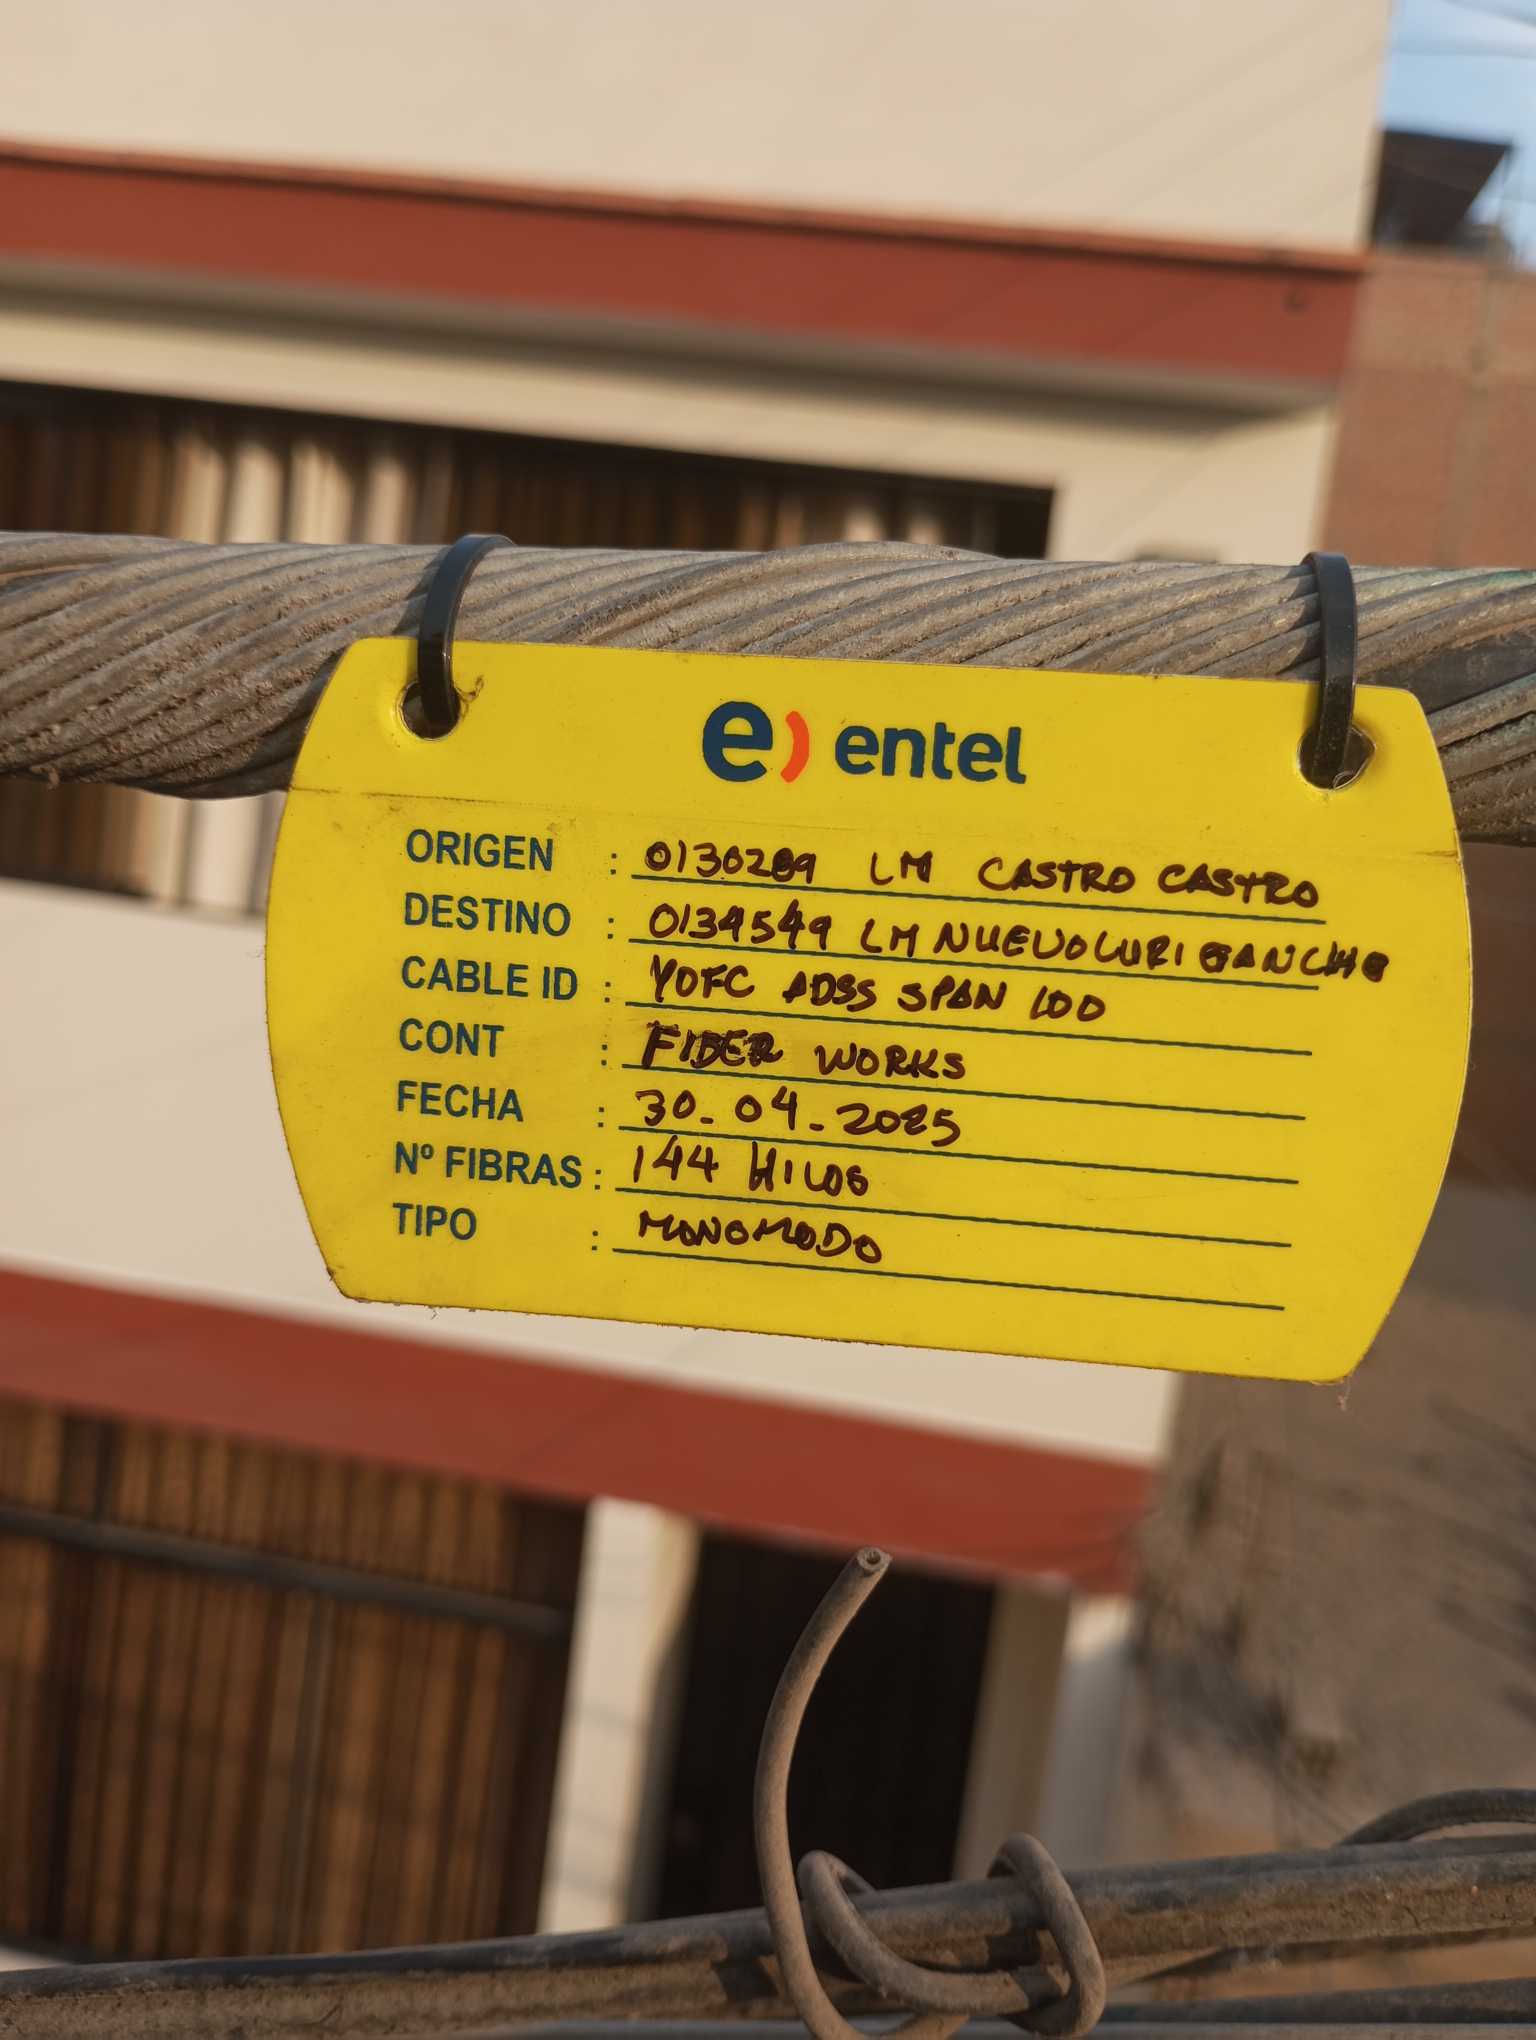 e) entel
ORIGEN : 0130289 LM CASTRO CASTRO
DESTINO : 0134549 LM NUEVO LURIGANCHO
CABLE ID : YOFC ADSS SPAN 100
CONT : FIBER WORKS
FECHA : 30.04.2025
Nº FIBRAS : 144 HILOS
TIPO : MONOMODO